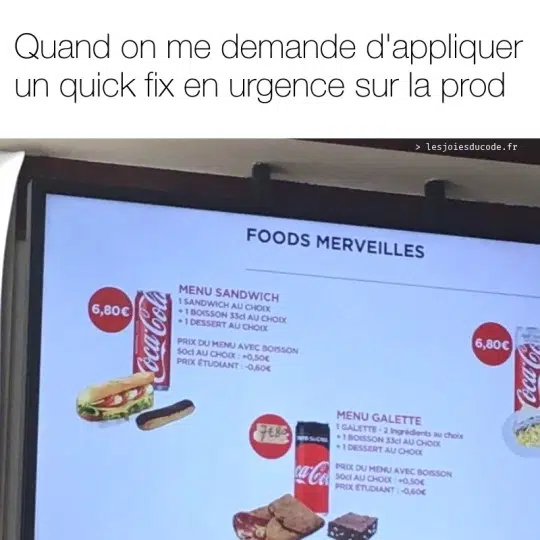 Quand on me demande d'appliquer
un quick fix en urgence sur la prod
> lesjoiesducode.fr
FOODS MERVEILLES
6,80€
Coca-Cola
MENU SANDWICH
1 SANDWICH AU CHOIX
+ 1 BOISSON 33cl AU CHOIX
+ 1 DESSERT AU CHOIX
PRIX DU MENU AVEC BOISSON
50cl AU CHOIX : +0,50€
PRIX ÉTUDIANT : -0,60€
6,80€
Coca
7€80
MENU GALETTE
1 GALETTE - 2 Ingrédients au choix
+ 1 BOISSON 33cl AU CHOIX
+ 1 DESSERT AU CHOIX
PRIX DU MENU AVEC BOISSON
50cl AU CHOIX : +0,50€
PRIX ÉTUDIANT : -0,60€